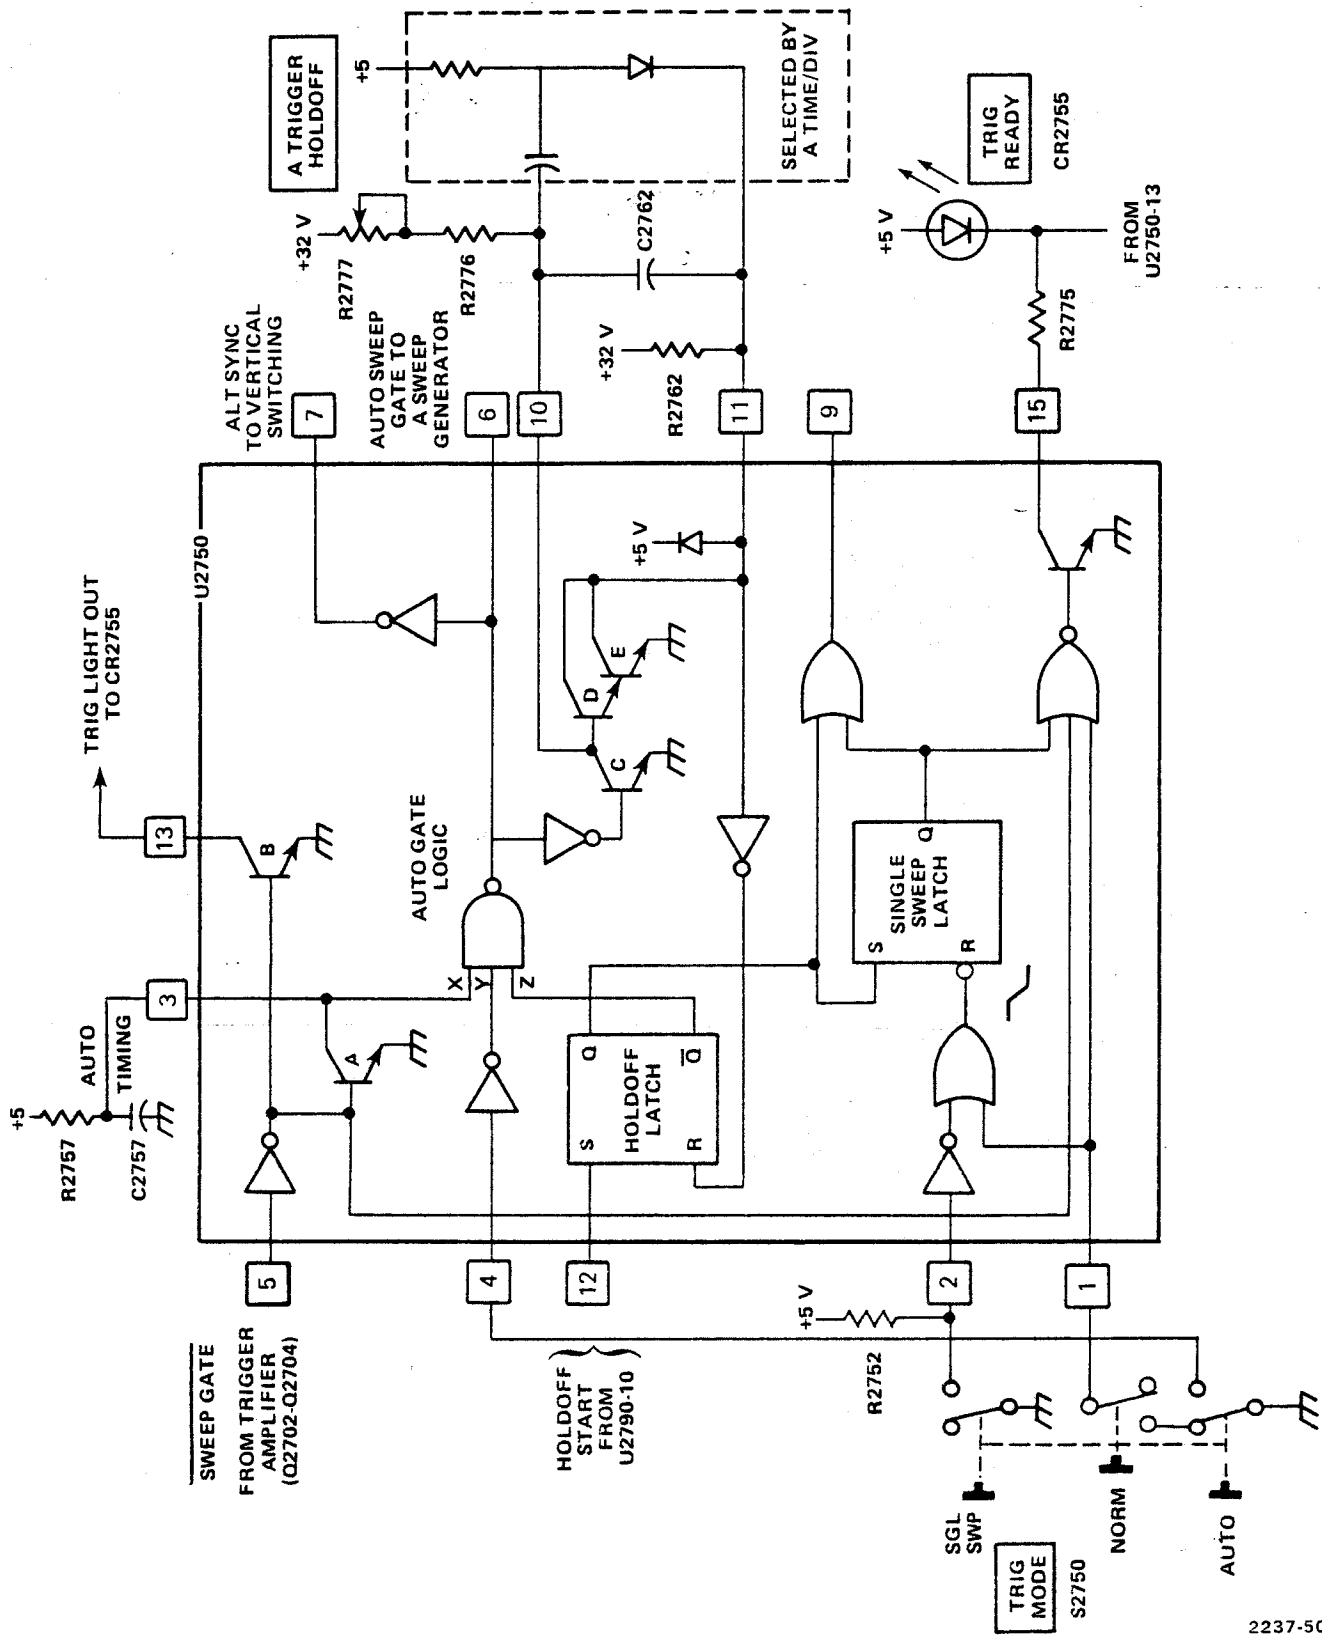 SWEEP GATE
FROM TRIGGER
AMPLIFIER
(Q2702-Q2704)
5
+5
R2757
C2757
AUTO
TIMING
3
13
TRIG LIGHT OUT
TO CR2755
A
B
U2750
ALT SYNC
TO VERTICAL
SWITCHING
7
AUTO SWEEP
GATE TO
A SWEEP
GENERATOR
6
A TRIGGER
HOLDOFF
+32 V
R2777
R2776
+5
10
C2762
+32 V
R2762
11
SELECTED BY
A TIME/DIV
AUTO GATE
LOGIC
X
Y
Z
C
D
E
+5 V
4
HOLDOFF
START
FROM
U2790-10
12
S
R
HOLDOFF
LATCH
Q
Q
9
S
R
SINGLE
SWEEP
LATCH
Q
+5 V
R2752
2
1
15
R2775
+5 V
TRIG
READY
CR2755
FROM
U2750-13
SGL
SWP
NORM
AUTO
TRIG
MODE
S2750
2237-50